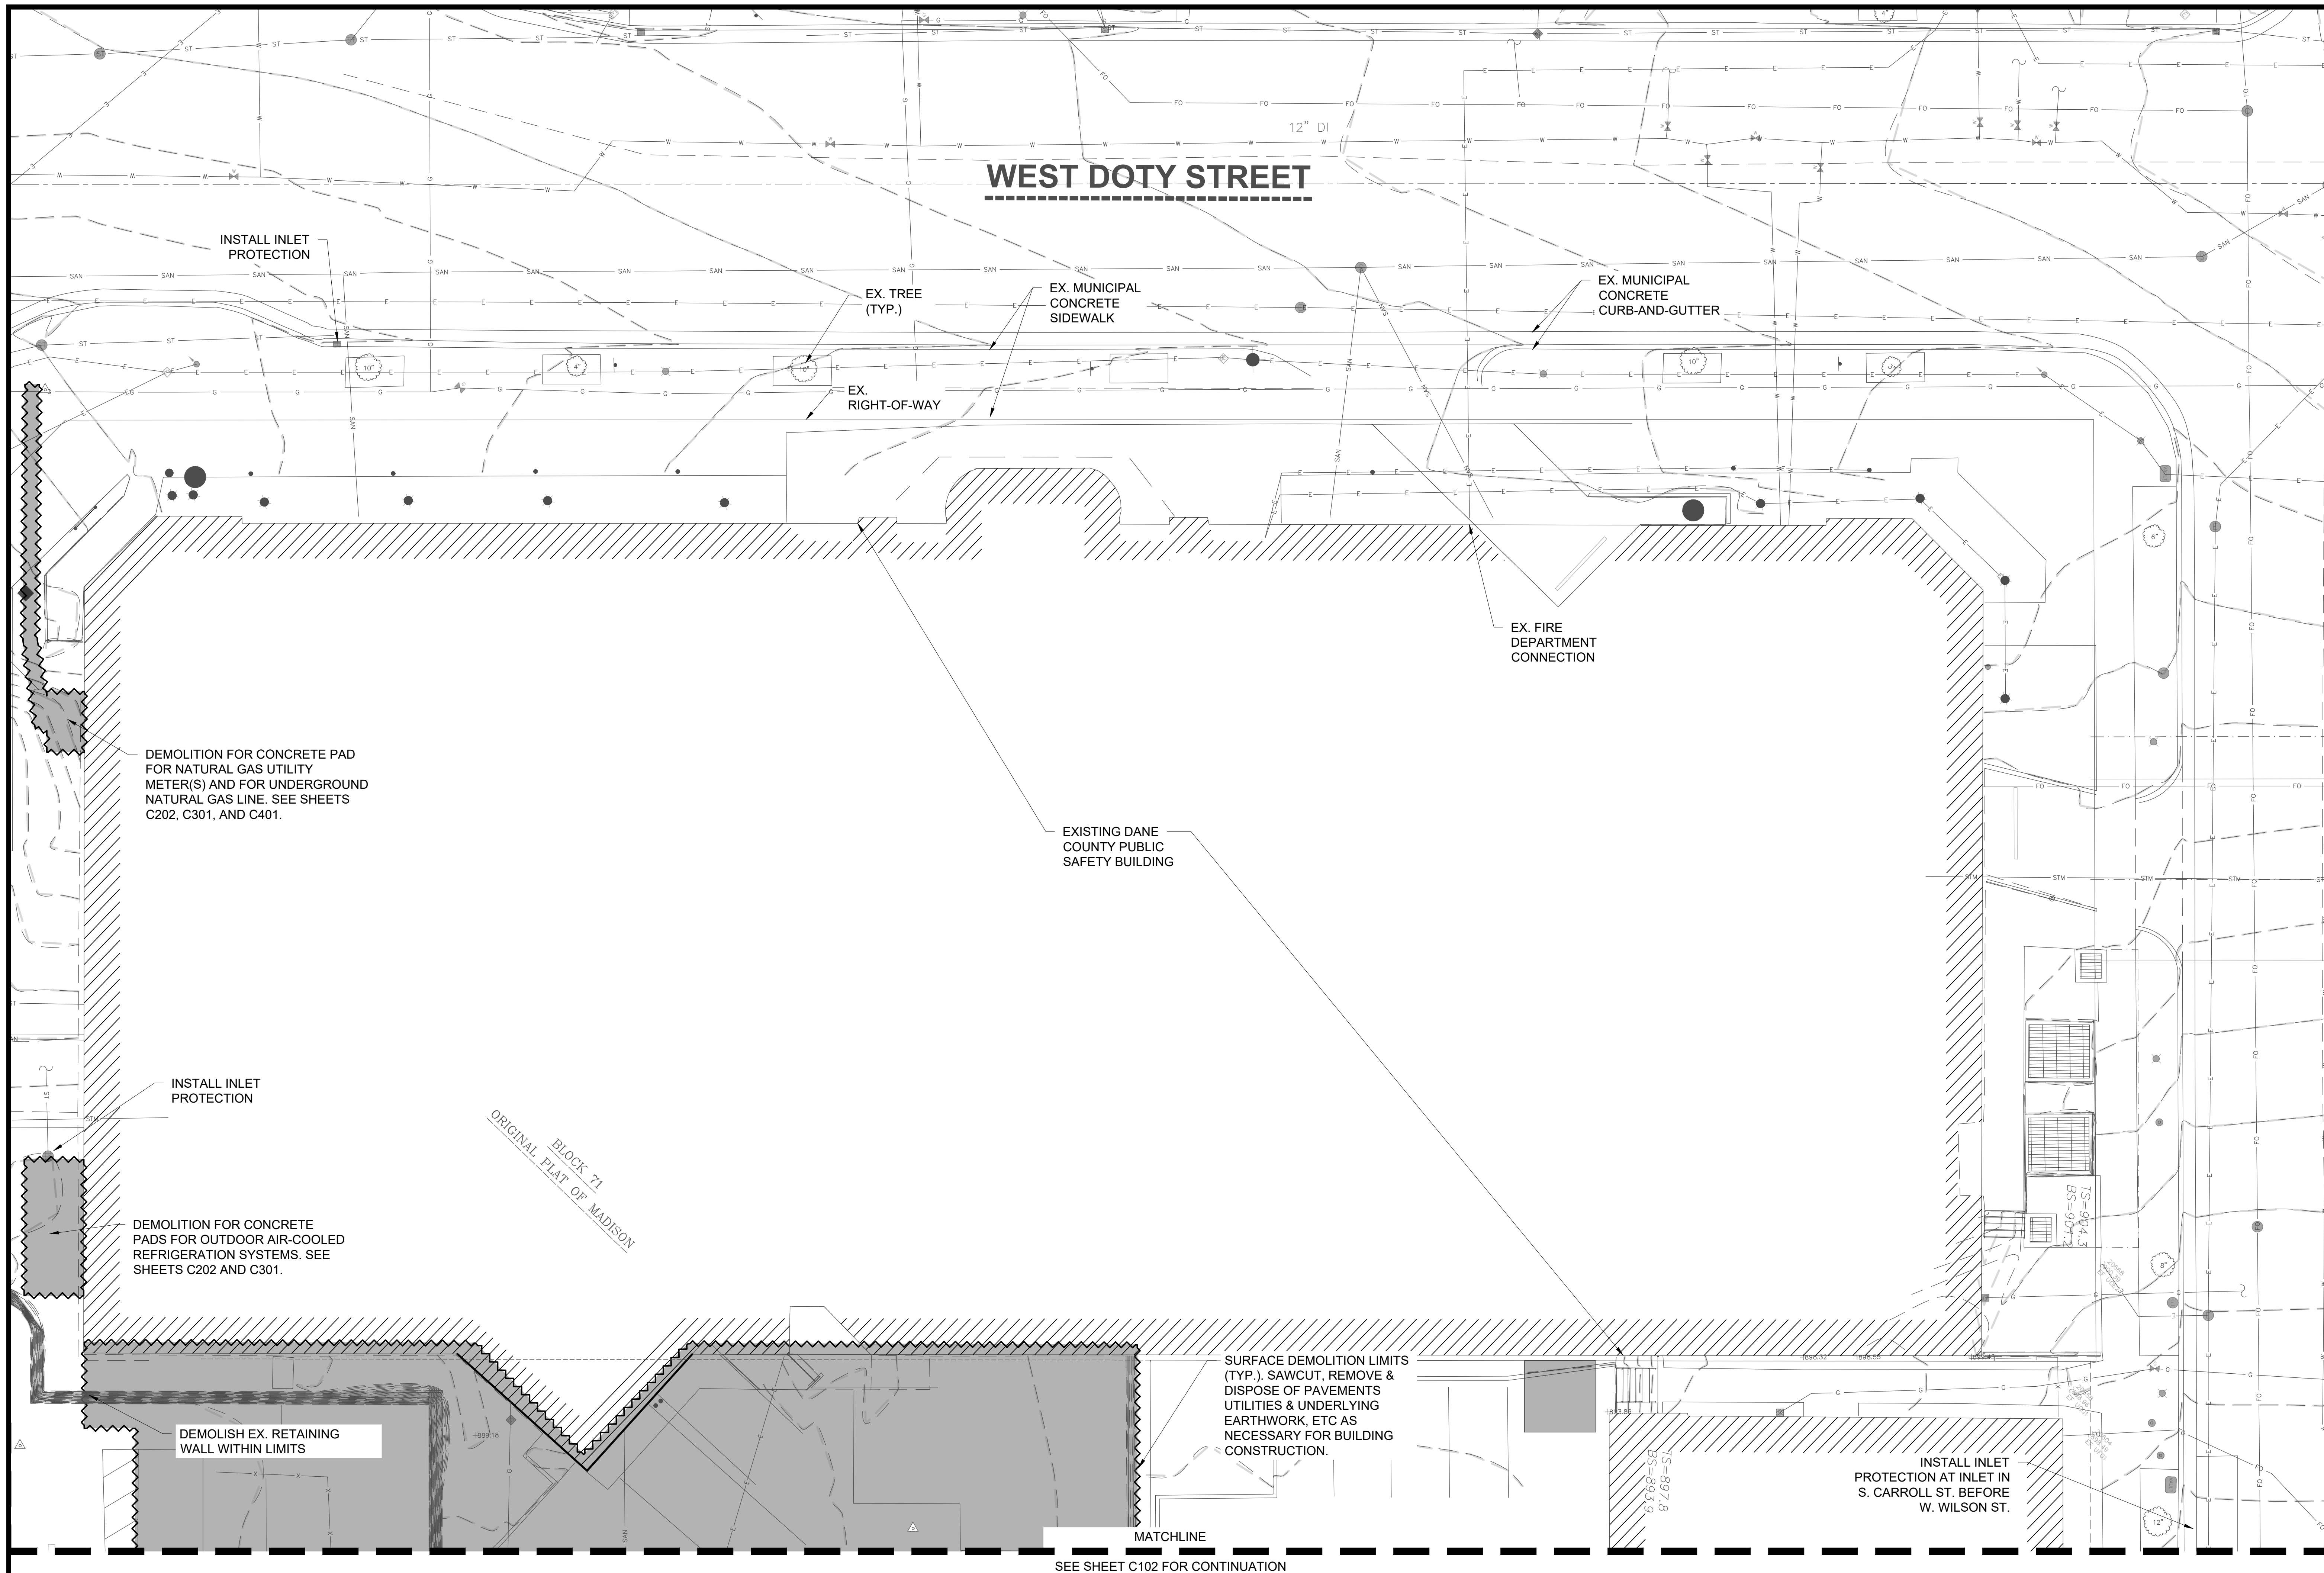 12" DI
WEST DOTY STREET
INSTALL INLET
PROTECTION
EX. TREE
(TYP.)
EX. MUNICIPAL
CONCRETE
SIDEWALK
EX. MUNICIPAL
CONCRETE
CURB-AND-GUTTER
10"
4"
10"
10"
EX.
RIGHT-OF-WAY
6"
EX. FIRE
DEPARTMENT
CONNECTION
DEMOLITION FOR CONCRETE PAD
FOR NATURAL GAS UTILITY
METER(S) AND FOR UNDERGROUND
NATURAL GAS LINE. SEE SHEETS
C202, C301, AND C401.
EXISTING DANE
COUNTY PUBLIC
SAFETY BUILDING
INSTALL INLET
PROTECTION
BLOCK 71
ORIGINAL PLAT OF MADISON
TS=904.3
BS=901.2
DEMOLITION FOR CONCRETE
PADS FOR OUTDOOR AIR-COOLED
REFRIGERATION SYSTEMS. SEE
SHEETS C202 AND C301.
8"
SURFACE DEMOLITION LIMITS
(TYP.). SAWCUT, REMOVE &
DISPOSE OF PAVEMENTS
UTILITIES & UNDERLYING
EARTHWORK, ETC AS
NECESSARY FOR BUILDING
CONSTRUCTION.
DEMOLISH EX. RETAINING
WALL WITHIN LIMITS
TS=897.8
BS=893.9
INSTALL INLET
PROTECTION AT INLET IN
S. CARROLL ST. BEFORE
W. WILSON ST.
12"
MATCHLINE
SEE SHEET C102 FOR CONTINUATION